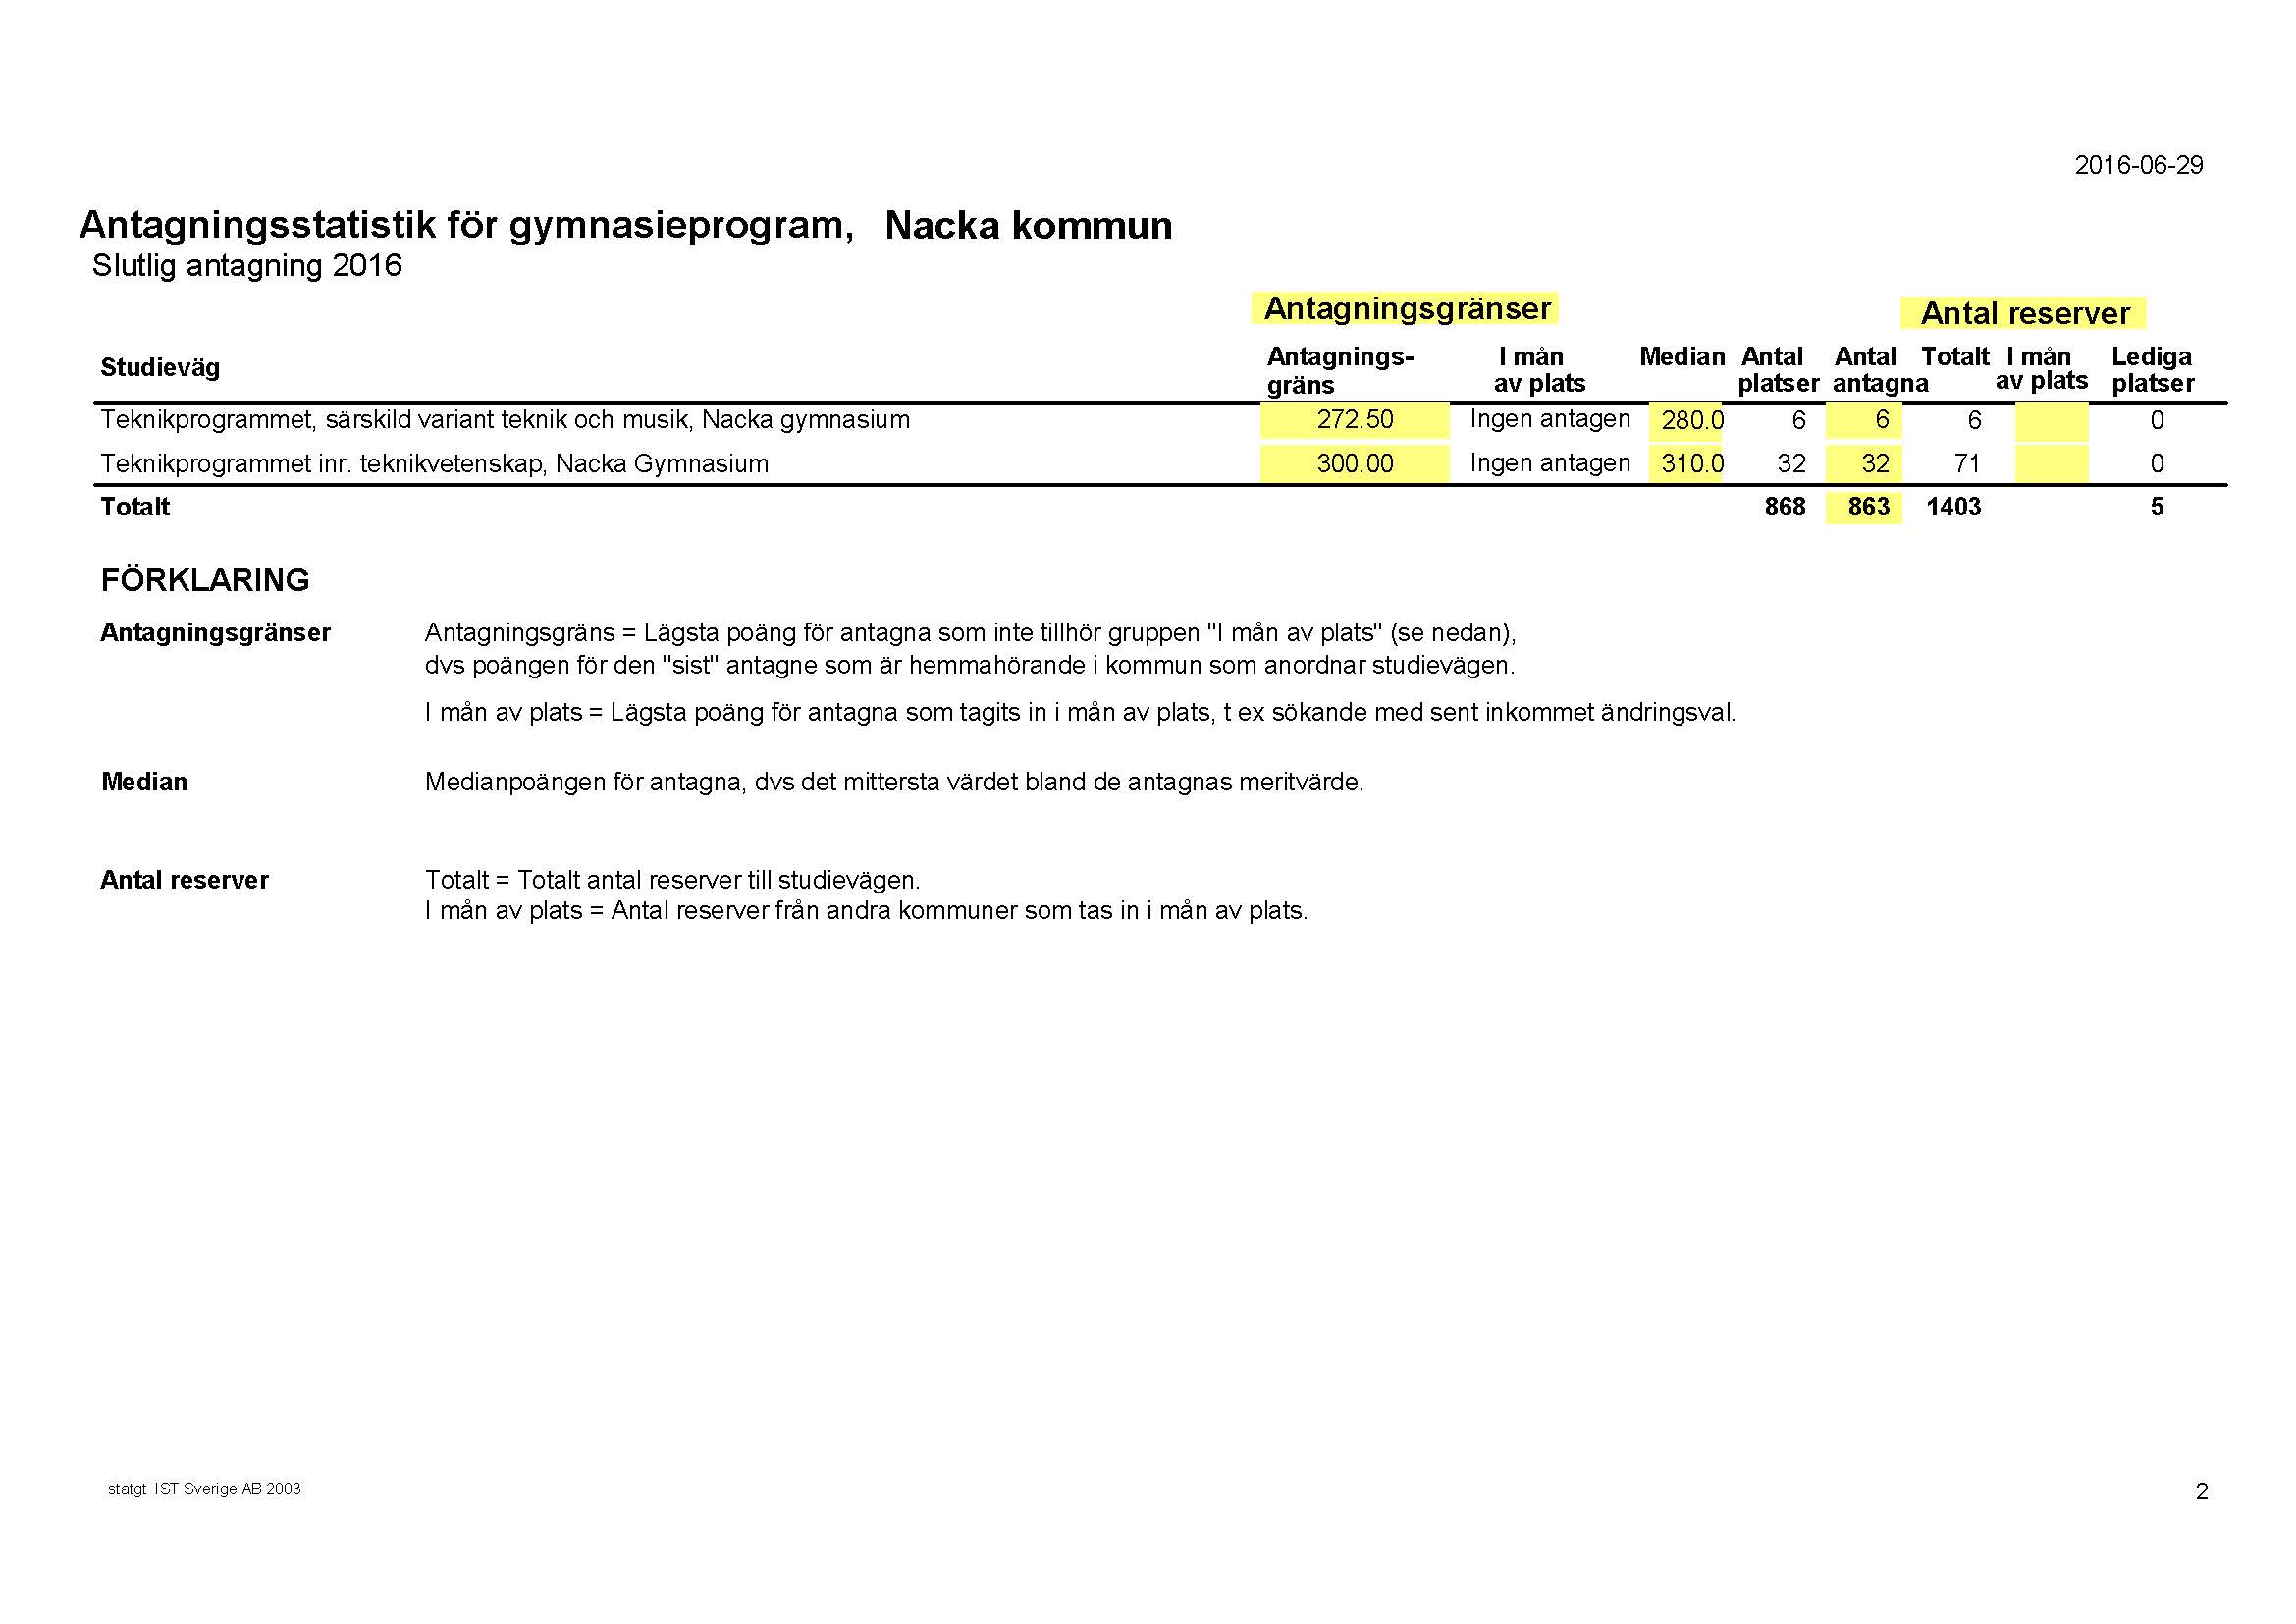 2016-06-29
Antagningsstatistik för gymnasieprogram, Nacka kommun
Slutlig antagning 2016
Antagningsgränser Antal reserver
Studieväg Antagnings- I mån Median Antal Antal Totalt I mån Lediga
gräns av plats platser antagna av plats platser
Teknikprogrammet, särskild variant teknik och musik, Nacka gymnasium 272.50 Ingen antagen 280.0 6 6 6 0
Teknikprogrammet inr. teknikvetenskap, Nacka Gymnasium 300.00 Ingen antagen 310.0 32 32 71 0
Totalt 868 863 1403 5
FÖRKLARING
Antagningsgränser Antagningsgräns = Lägsta poäng för antagna som inte tillhör gruppen "I mån av plats" (se nedan),
dvs poängen för den "sist" antagne som är hemmahörande i kommun som anordnar studievägen.
I mån av plats = Lägsta poäng för antagna som tagits in i mån av plats, t ex sökande med sent inkommet ändringsval.
Median Medianpoängen för antagna, dvs det mittersta värdet bland de antagnas meritvärde.
Antal reserver Totalt = Totalt antal reserver till studievägen.
I mån av plats = Antal reserver från andra kommuner som tas in i mån av plats.
statgt IST Sverige AB 2003 2